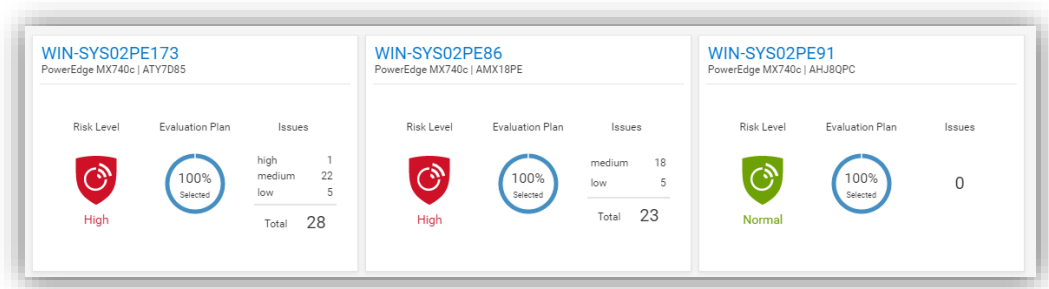 WIN-SYS02PE173
PowerEdge MX740c | ATY7D85
Risk Level Evaluation Plan Issues
high 1
100% medium 22
Selected low 5
High Total 28
WIN-SYS02PE86
PowerEdge MX740c | AMX18PE
Risk Level Evaluation Plan Issues
medium 18
100%
low 5
Selected
High Total 23
WIN-SYS02PE91
PowerEdge MX740c | AHJ8QPC
Risk Level Evaluation Plan Issues
100%
0
Selected
Normal